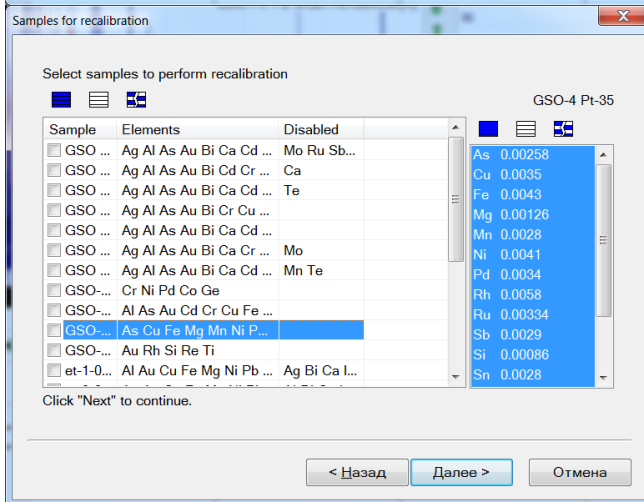 Samples for recalibration
Select samples to perform recalibration
GSO-4 Pt-35
Sample Elements Disabled
GSO ... Ag Al As Au Bi Ca Cd ... Mo Ru Sb...
GSO ... Ag Al As Au Bi Cd Cr ... Ca
GSO ... Ag Al As Au Bi Ca Cd ... Te
GSO ... Ag Al As Au Bi Cr Cu ...
GSO ... Ag Al As Au Bi Ca Cd ...
GSO ... Ag Al As Au Bi Ca Cr ... Mo
GSO ... Ag Al As Au Bi Ca Cd ... Mn Te
GSO-... Cr Ni Pd Co Ge
GSO-... Al As Au Cd Cr Cu Fe ...
GSO-... As Cu Fe Mg Mn Ni P...
GSO-... Au Rh Si Re Ti
et-1-0... Al Au Cu Fe Mg Ni Pb ... Ag Bi Ca I...
As 0.00258
Cu 0.0035
Fe 0.0043
Mg 0.00126
Mn 0.0028
Ni 0.0041
Pd 0.0034
Rh 0.0058
Ru 0.00334
Sb 0.0029
Si 0.00086
Sn 0.0028
Click "Next" to continue.
< Назад Далее > Отмена